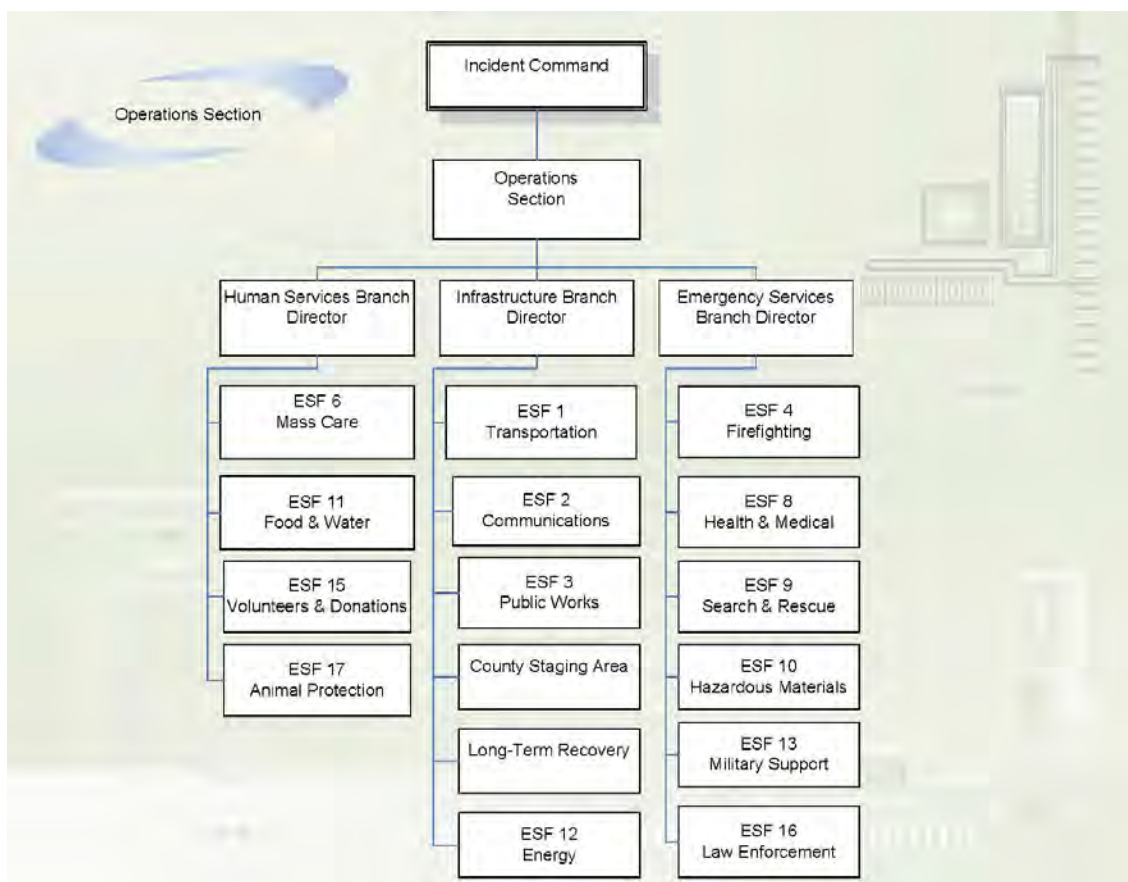 Incident Command
Operations Section
Operations
Section
Human Services Branch
Director
Infrastructure Branch
Director
Emergency Services
Branch Director
ESF 6
Mass Care
ESF 11
Food & Water
ESF 15
Volunteers & Donations
ESF 17
Animal Protection
ESF 1
Transportation
ESF 2
Communications
ESF 3
Public Works
County Staging Area
Long-Term Recovery
ESF 12
Energy
ESF 4
Firefighting
ESF 8
Health & Medical
ESF 9
Search & Rescue
ESF 10
Hazardous Materials
ESF 13
Military Support
ESF 16
Law Enforcement